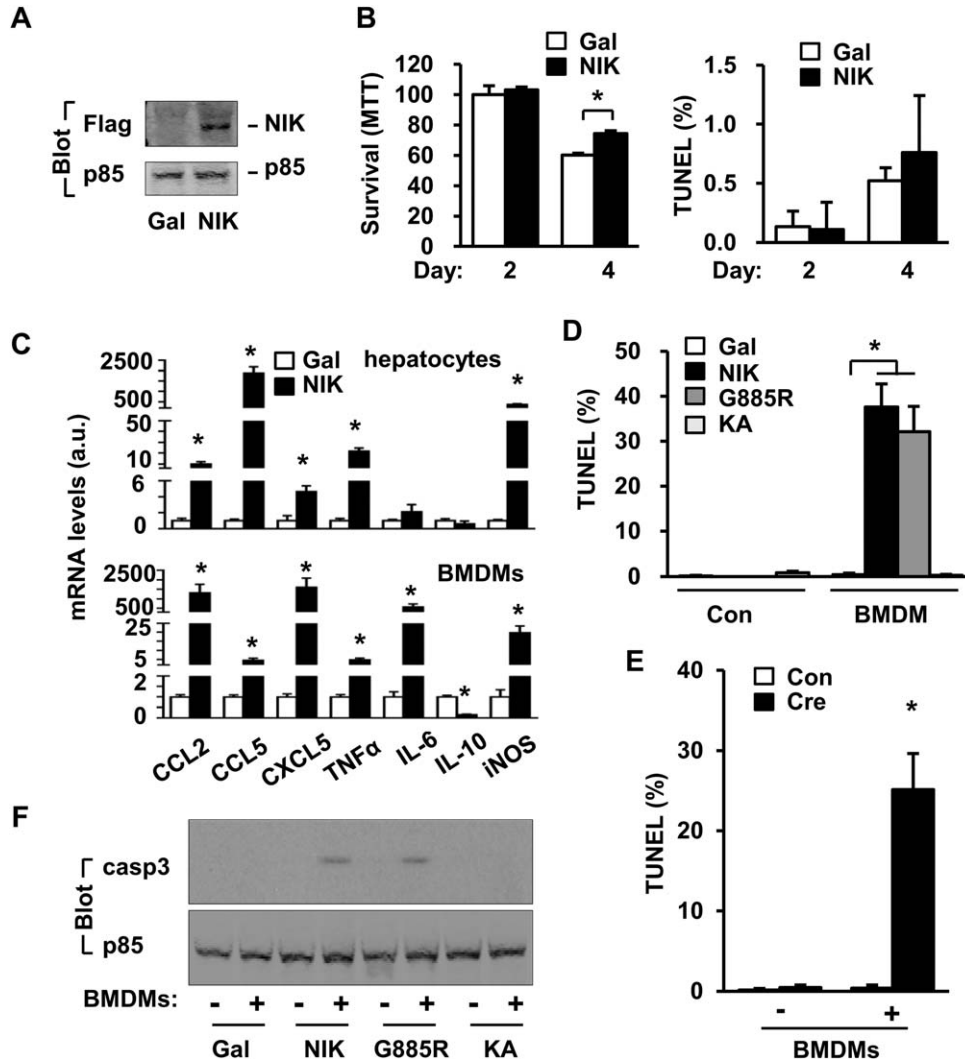 A
Blot
Flag
– NIK
p85
– p85
Gal NIK
B
Gal
NIK
Survival (MTT)
120
100
80
60
40
20
0
*
Day: 2 4
Gal
NIK
TUNEL (%)
1.5
1.0
0.5
0.0
Day: 2 4
C
Gal
NIK
hepatocytes
mRNA levels (a.u.)
2500
500
50
10
6
0
* * * * *
BMDMs
2500
500
25
5
2
0
* * * * * * *
CCL2 CCL5 CXCL5 TNFα IL-6 IL-10 iNOS
D
Gal
NIK
G885R
KA
TUNEL (%)
50
40
30
20
10
0
*
Con BMDM
E
Con
Cre
TUNEL (%)
40
30
20
10
0
*
- +
BMDMs
F
Blot
casp3
p85
BMDMs: - + - + - + - +
Gal NIK G885R KA